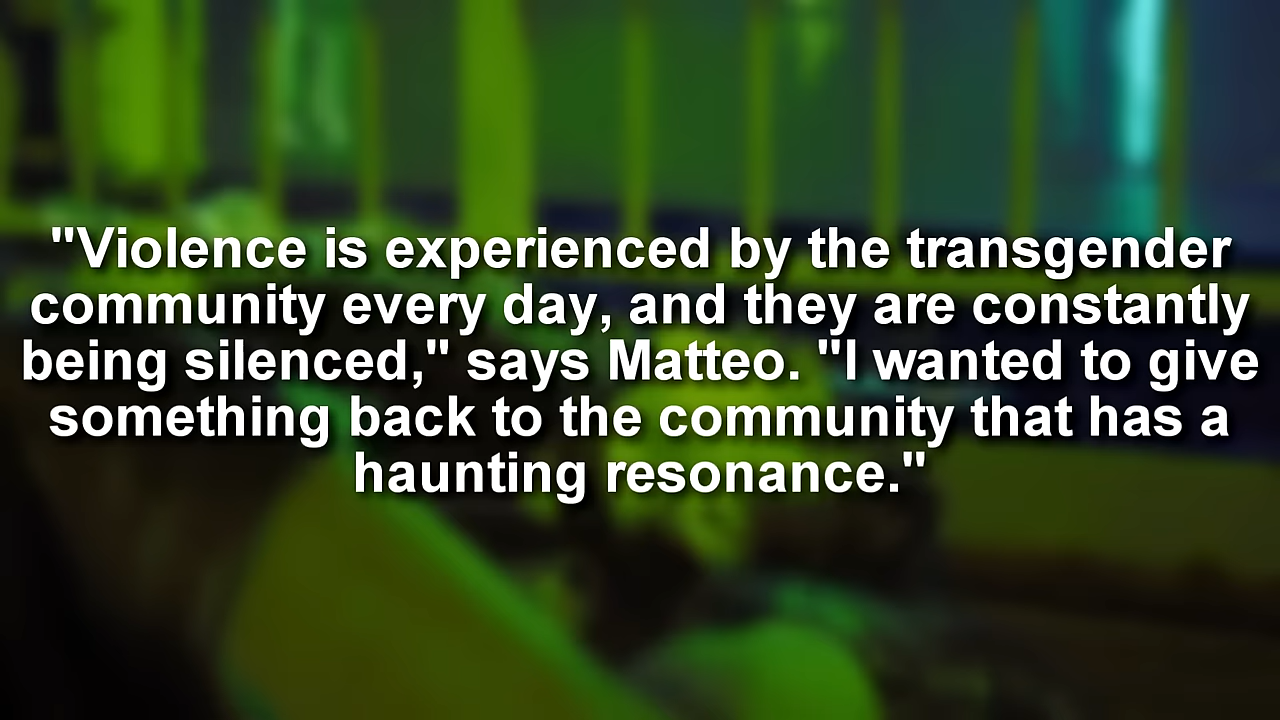 "Violence is experienced by the transgender
community every day, and they are constantly
being silenced," says Matteo. "I wanted to give
something back to the community that has a
haunting resonance."